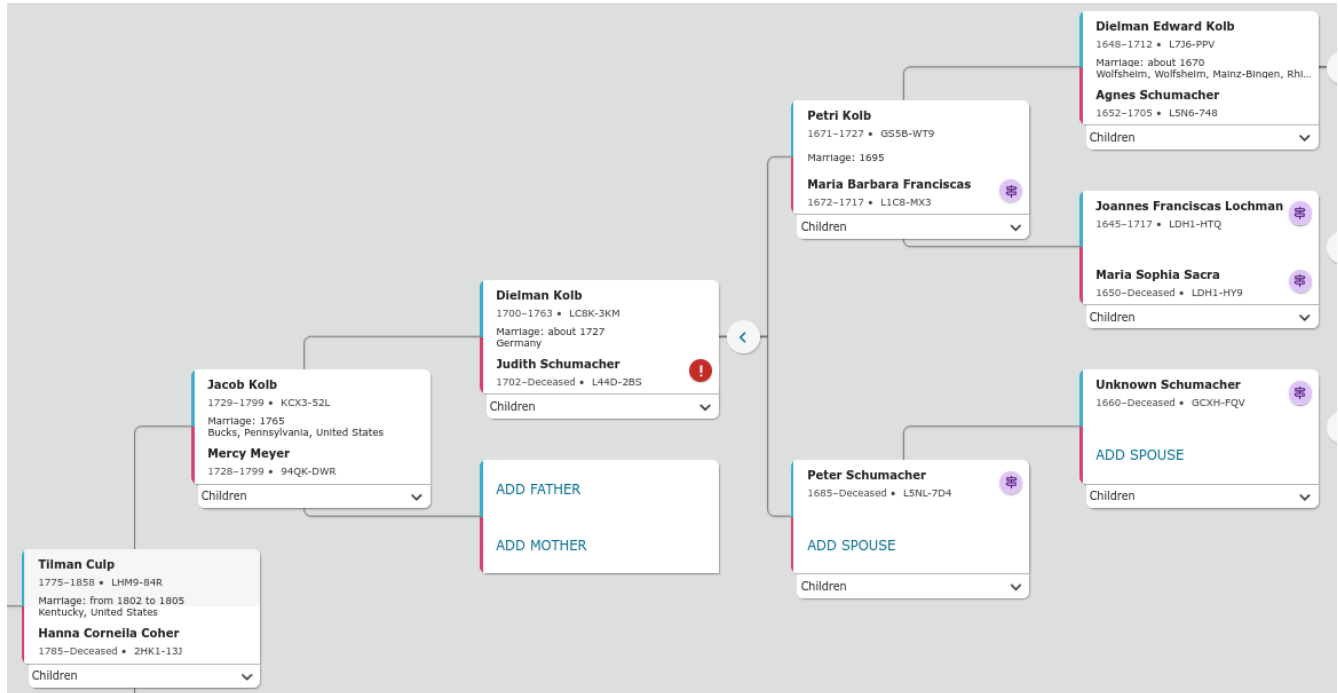 Dielman Edward Kolb
1648–1712 • L7J6-PPV
Marriage: about 1670
Wolfsheim, Wolfsheim, Mainz-Bingen, Rhi...
Agnes Schumacher
1652–1705 • L5N6-748
Children
Petri Kolb
1671–1727 • GS5B-WT9
Marriage: 1695
Maria Barbara Franciscas
1672–1717 • L1C8-MX3
Children
Joannes Franciscas Lochman
1645–1717 • LDH1-HTQ
Maria Sophia Sacra
1650–Deceased • LDH1-HY9
Children
Dielman Kolb
1700–1763 • LC8K-3KM
Marriage: about 1727
Germany
Judith Schumacher
1702–Deceased • L44D-2BS
Children
Jacob Kolb
1729–1799 • KCX3-52L
Marriage: 1765
Bucks, Pennsylvania, United States
Mercy Meyer
1728–1799 • 94QK-DWR
Children
Unknown Schumacher
1660–Deceased • GCXH-FQV
ADD SPOUSE
Children
ADD FATHER
ADD MOTHER
Peter Schumacher
1685–Deceased • L5NL-7D4
ADD SPOUSE
Children
Tilman Culp
1775–1858 • LHM9-84R
Marriage: from 1802 to 1805
Kentucky, United States
Hanna Corneila Coher
1785–Deceased • 2HK1-13J
Children